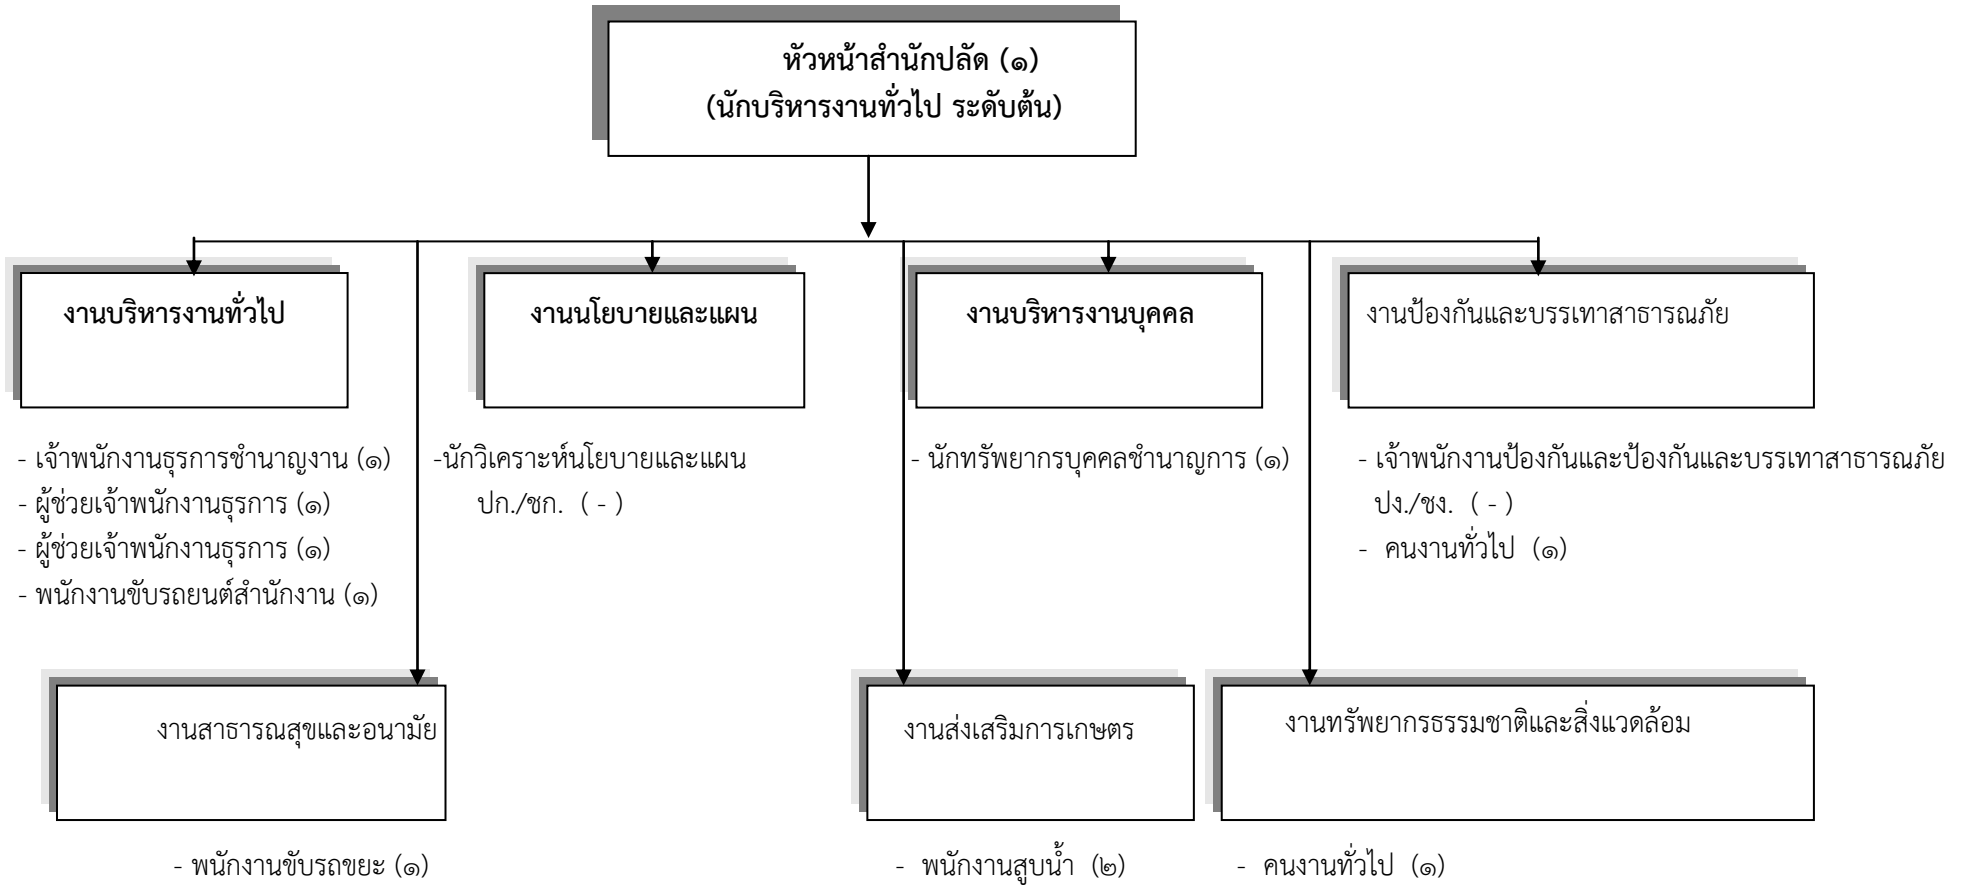 หัวหน้าสำนักปลัด (๑)
(นักบริหารงานทั่วไป ระดับต้น)
งานบริหารงานทั่วไป
งานนโยบายและแผน
งานบริหารงานบุคคล
งานป้องกันและบรรเทาสาธารณภัย
- เจ้าพนักงานธุรการชำนาญงาน (๑)
- ผู้ช่วยเจ้าพนักงานธุรการ (๑)
- ผู้ช่วยเจ้าพนักงานธุรการ (๑)
- พนักงานขับรถยนต์สำนักงาน (๑)
-นักวิเคราะห์นโยบายและแผน
ปก./ชก. ( - )
- นักทรัพยากรบุคคลชำนาญการ (๑)
- เจ้าพนักงานป้องกันและป้องกันและบรรเทาสาธารณภัย
ปง./ชง. ( - )
- คนงานทั่วไป (๑)
งานสาธารณสุขและอนามัย
งานส่งเสริมการเกษตร
งานทรัพยากรธรรมชาติและสิ่งแวดล้อม
- พนักงานขับรถขยะ (๑)
- พนักงานสูบน้ำ (๒)
- คนงานทั่วไป (๑)